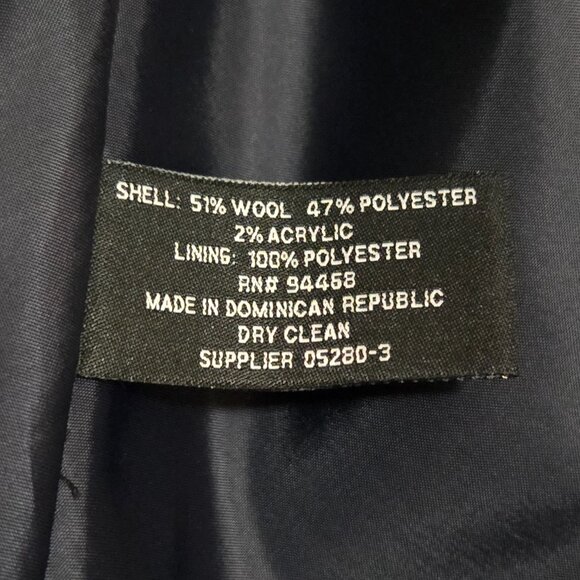 SHELL: 51% WOOL 47% POLYESTER
2% ACRYLIC
LINING: 100% POLYESTER
RN# 94468
MADE IN DOMINICAN REPUBLIC
DRY CLEAN
SUPPLIER 05280-3